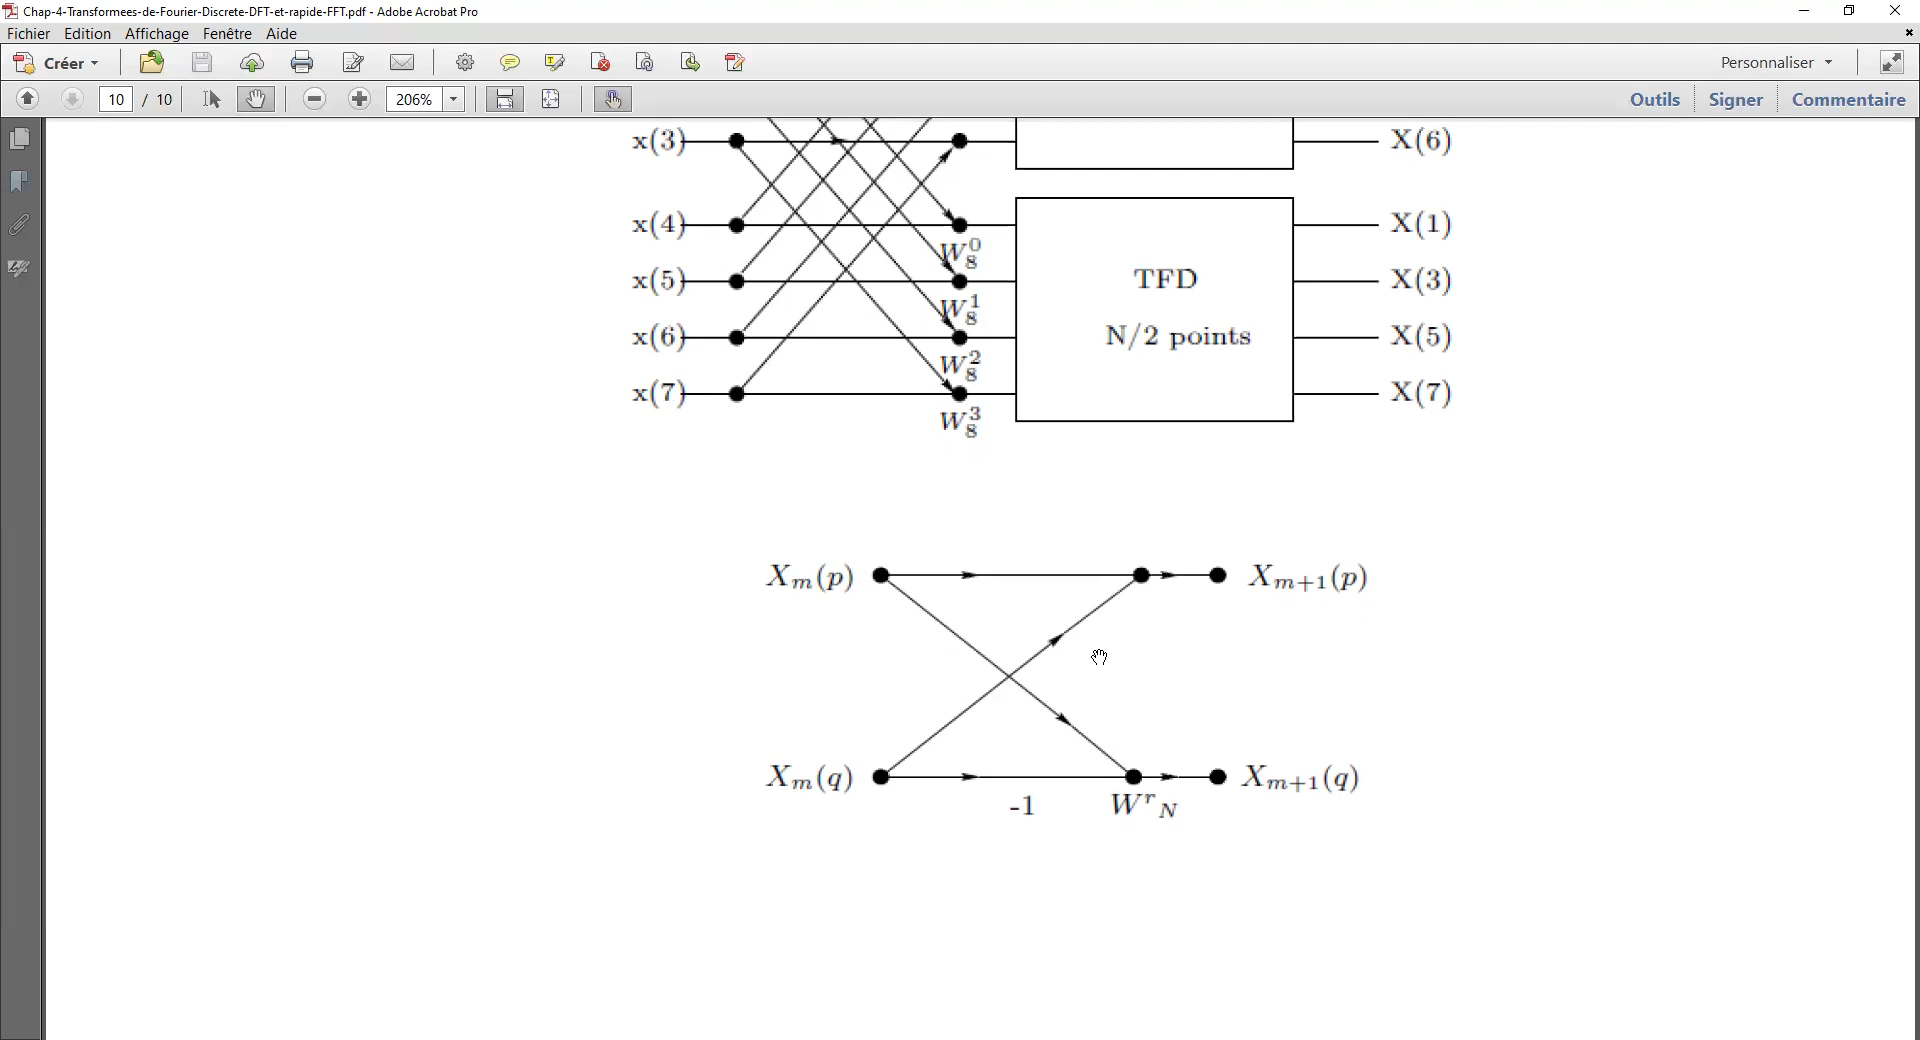 Chap-4-Transformees-de-Fourier-Discrete-DFT-et-rapide-FFT.pdf - Adobe Acrobat Pro
Fichier Edition Affichage Fenêtre Aide
Créer Personnaliser
10 / 10 206% Outils Signer Commentaire
x(3) X(6)
x(4) X(1)
W_8^0
x(5) TFD X(3)
W_8^1
x(6) N/2 points X(5)
W_8^2
x(7) X(7)
W_8^3
X_m(p) X_{m+1}(p)
X_m(q) X_{m+1}(q)
-1 W^r_N